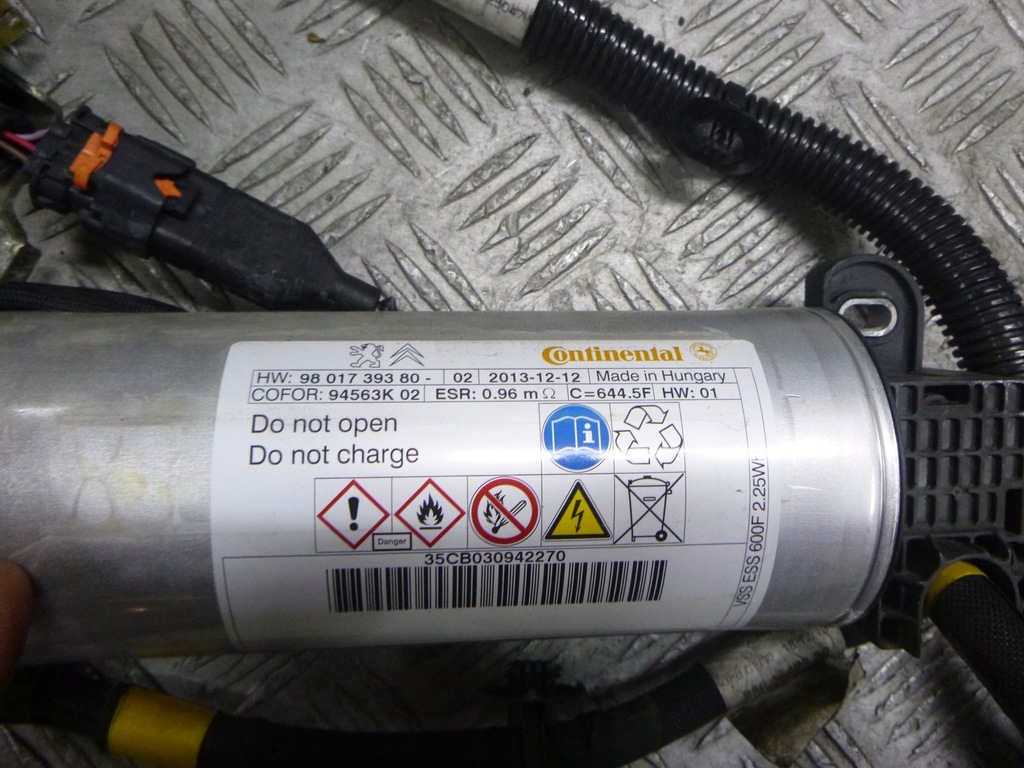 Continental
HW: 98 017 393 80 - 02 2013-12-12 Made in Hungary
COFOR: 94563K 02 ESR: 0.96 m Ω C=644.5F HW: 01
Do not open
Do not charge
Danger
35CB030942270
VSS ESS 600F 2.25W